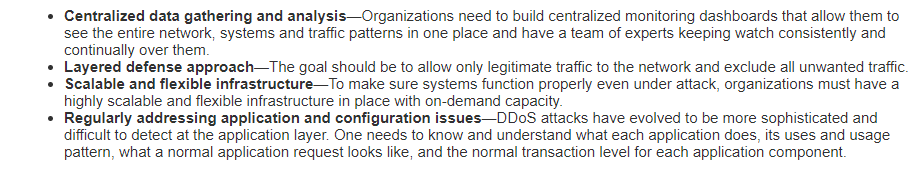 • Centralized data gathering and analysis—Organizations need to build centralized monitoring dashboards that allow them to
see the entire network, systems and traffic patterns in one place and have a team of experts keeping watch consistently and
continually over them.
• Layered defense approach—The goal should be to allow only legitimate traffic to the network and exclude all unwanted traffic.
• Scalable and flexible infrastructure—To make sure systems function properly even under attack, organizations must have a
highly scalable and flexible infrastructure in place with on-demand capacity.
• Regularly addressing application and configuration issues—DDoS attacks have evolved to be more sophisticated and
difficult to detect at the application layer. One needs to know and understand what each application does, its uses and usage
pattern, what a normal application request looks like, and the normal transaction level for each application component.